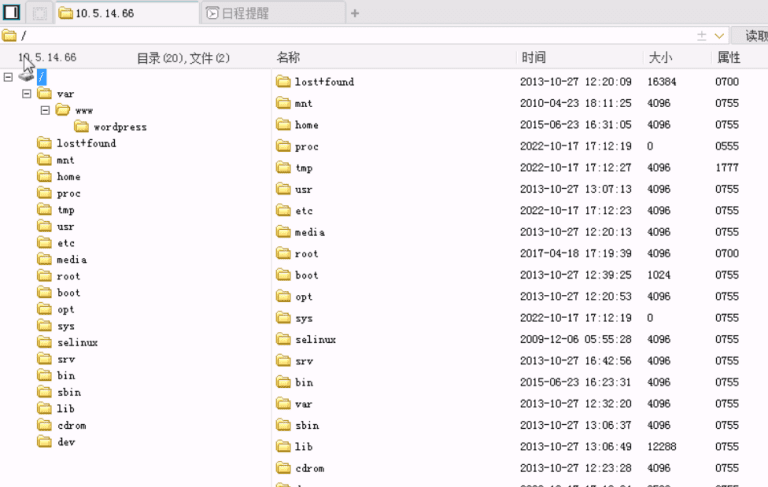 10.5.14.66 日程提醒 +
/ 读取
10.5.14.66 目录(20),文件(2) 名称 时间 大小 属性
/
var
www
wordpress
lost+found
mnt
home
proc
tmp
usr
etc
media
root
boot
opt
sys
selinux
srv
bin
sbin
lib
cdrom
dev
lost+found 2013-10-27 12:20:09 16384 0700
mnt 2010-04-23 18:11:25 4096 0755
home 2015-06-23 16:31:05 4096 0755
proc 2022-10-17 17:12:19 0 0555
tmp 2022-10-17 17:12:27 4096 1777
usr 2013-10-27 13:07:13 4096 0755
etc 2022-10-17 17:12:23 4096 0755
media 2013-10-27 12:20:13 4096 0755
root 2017-04-18 17:19:39 4096 0700
boot 2013-10-27 12:39:25 1024 0755
opt 2013-10-27 12:20:53 4096 0755
sys 2022-10-17 17:12:19 0 0755
selinux 2009-12-06 05:55:28 4096 0755
srv 2013-10-27 16:42:56 4096 0755
bin 2015-06-23 16:23:31 4096 0755
var 2013-10-27 12:32:20 4096 0755
sbin 2013-10-27 13:06:37 4096 0755
lib 2013-10-27 13:06:49 12288 0755
cdrom 2013-10-27 12:23:28 4096 0755